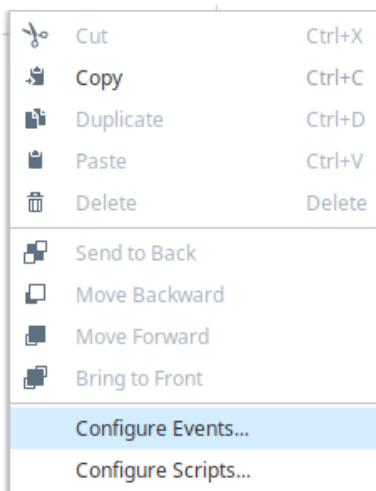 Cut Ctrl+X
Copy Ctrl+C
Duplicate Ctrl+D
Paste Ctrl+V
Delete Delete
Send to Back
Move Backward
Move Forward
Bring to Front
Configure Events...
Configure Scripts...